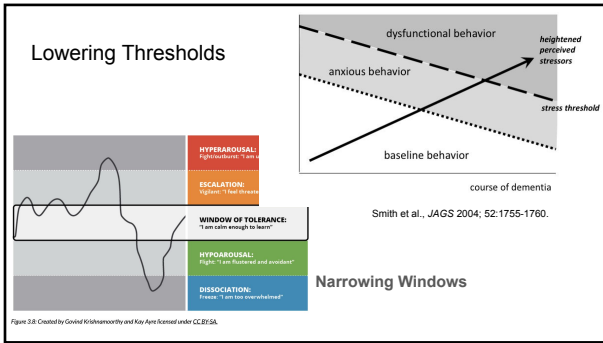 Lowering Thresholds
dysfunctional behavior
heightened
perceived
stressors
anxious behavior
stress threshold
baseline behavior
course of dementia
Smith et al., JAGS 2004; 52:1755-1760.
HYPERAROUSAL:
Fight/outburst: "I am u
ESCALATION:
Vigilant: "I feel threate
WINDOW OF TOLERANCE:
"I am calm enough to learn"
HYPOAROUSAL:
Flight: "I am flustered and avoidant"
DISSOCIATION:
Freeze: "I am too overwhelmed"
Narrowing Windows
Figure 3.8: Created by Govind Krishnamoorthy and Kay Ayre licensed under CC BY-SA.